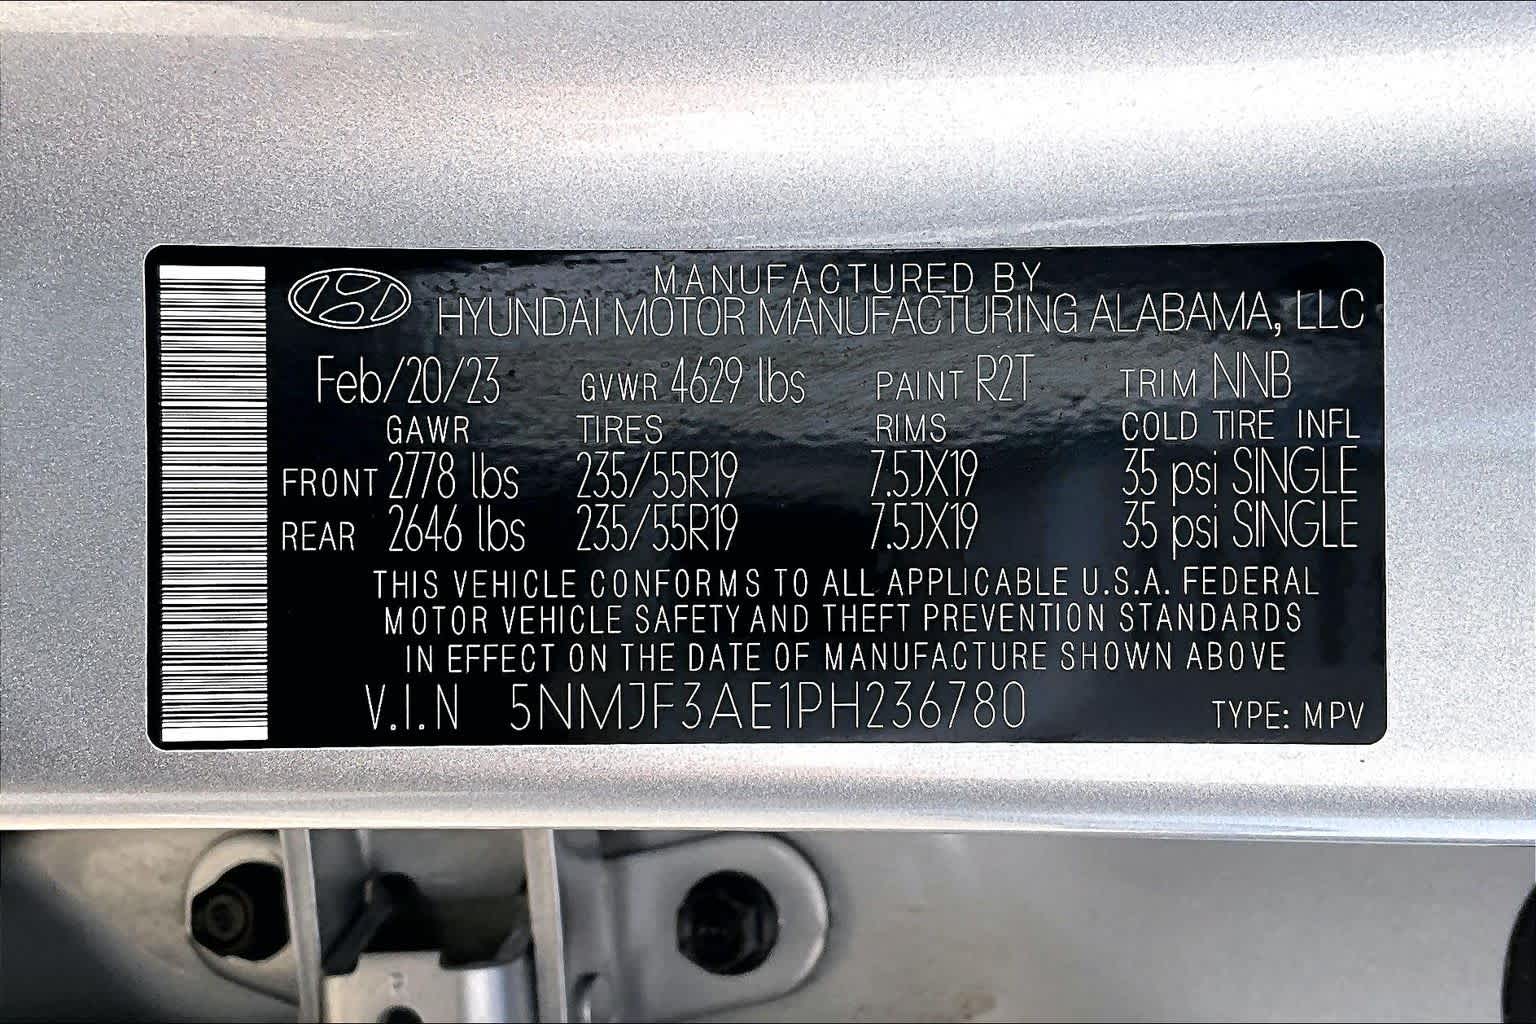 MANUFACTURED BY
HYUNDAI MOTOR MANUFACTURING ALABAMA, LLC
Feb/20/23 GVWR 4629 lbs PAINT R2T TRIM NNB
GAWR TIRES RIMS COLD TIRE INFL
FRONT 2778 lbs 235/55R19 7.5JX19 35 psi SINGLE
REAR 2646 lbs 235/55R19 7.5JX19 35 psi SINGLE
THIS VEHICLE CONFORMS TO ALL APPLICABLE U.S.A. FEDERAL
MOTOR VEHICLE SAFETY AND THEFT PREVENTION STANDARDS
IN EFFECT ON THE DATE OF MANUFACTURE SHOWN ABOVE
V.I.N 5NMJF3AE1PH236780 TYPE: MPV